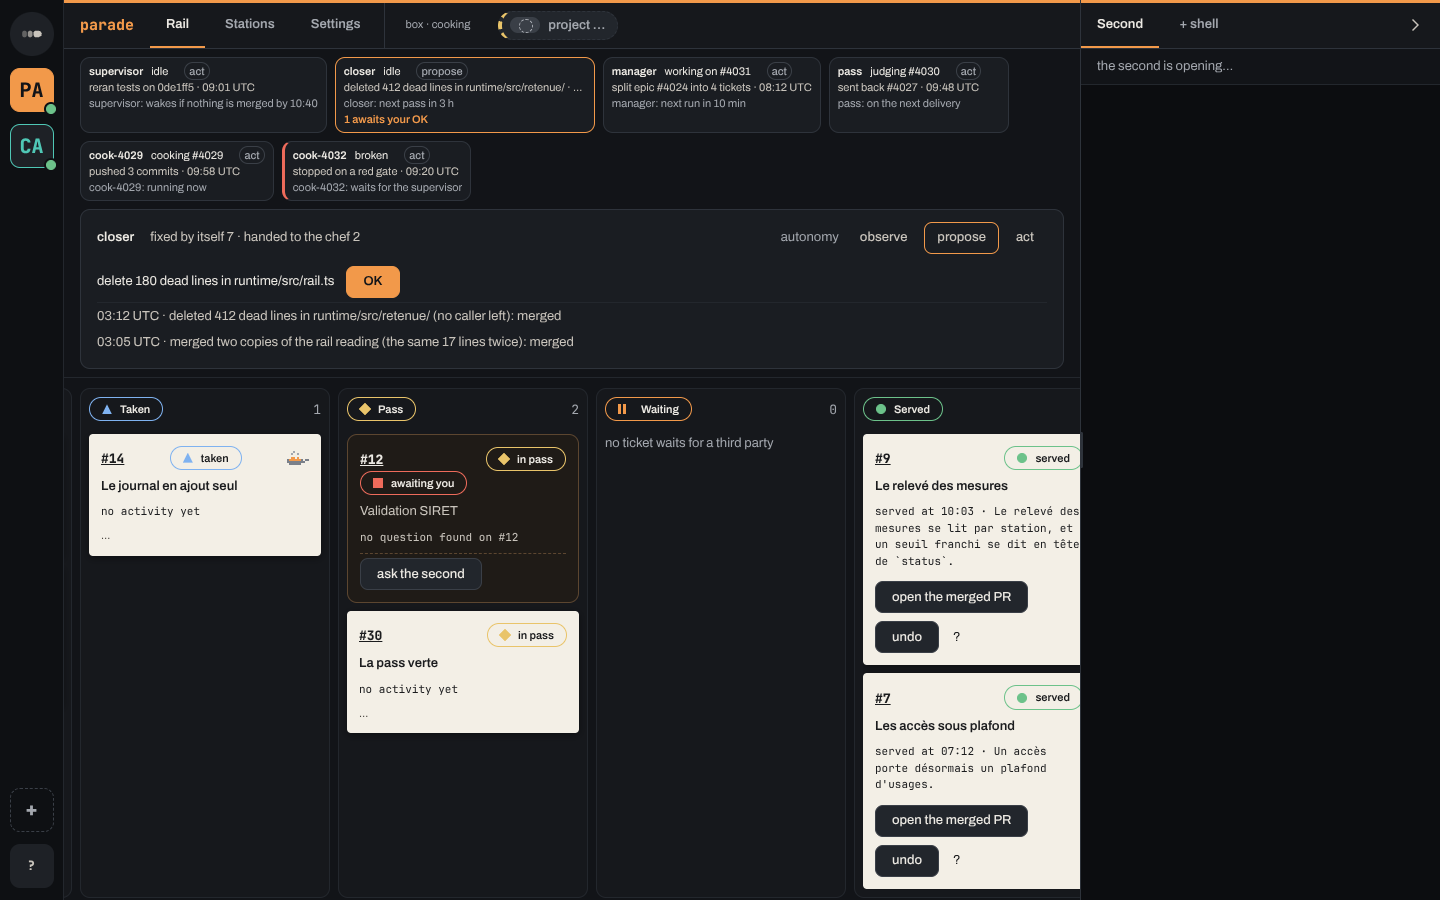 parade
Rail
Stations
Settings
box · cooking
project ...
Second
+ shell
PA
CA
+
?
supervisor idle act
reran tests on 0de1ff5 · 09:01 UTC
supervisor: wakes if nothing is merged by 10:40
closer idle propose
deleted 412 dead lines in runtime/src/retenue/ · ...
closer: next pass in 3 h
1 awaits your OK
manager working on #4031 act
split epic #4024 into 4 tickets · 08:12 UTC
manager: next run in 10 min
pass judging #4030 act
sent back #4027 · 09:48 UTC
pass: on the next delivery
cook-4029 cooking #4029 act
pushed 3 commits · 09:58 UTC
cook-4029: running now
cook-4032 broken act
stopped on a red gate · 09:20 UTC
cook-4032: waits for the supervisor
closer fixed by itself 7 · handed to the chef 2
autonomy observe propose act
delete 180 dead lines in runtime/src/rail.ts OK
03:12 UTC · deleted 412 dead lines in runtime/src/retenue/ (no caller left): merged
03:05 UTC · merged two copies of the rail reading (the same 17 lines twice): merged
Taken 1
#14 taken
Le journal en ajout seul
no activity yet
...
Pass 2
#12 in pass
awaiting you
Validation SIRET
no question found on #12
ask the second
#30 in pass
La pass verte
no activity yet
...
Waiting 0
no ticket waits for a third party
Served
#9 served
Le relevé des mesures
served at 10:03 · Le relevé des
mesures se lit par station, et
un seuil franchi se dit en tête
de `status`.
open the merged PR
undo ?
#7 served
Les accès sous plafond
served at 07:12 · Un accès
porte désormais un plafond
d'usages.
open the merged PR
undo ?
the second is opening...